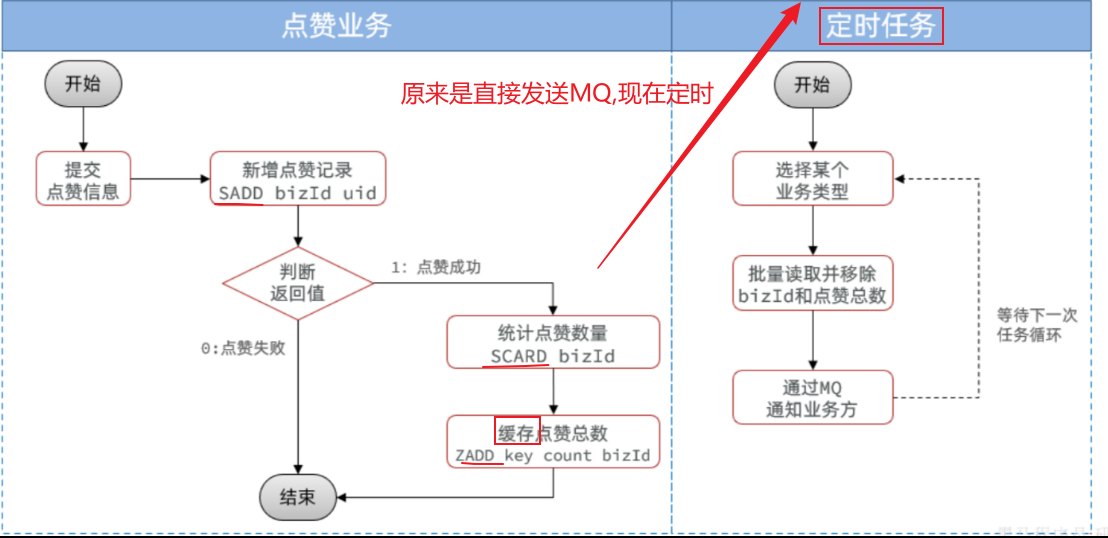 点赞业务
定时任务
原来是直接发送MQ,现在定时
开始
提交
点赞信息
新增点赞记录
SADD bizId uid
判断
返回值
1: 点赞成功
0:点赞失败
统计点赞数量
SCARD bizId
缓存点赞总数
ZADD key count bizId
结束
开始
选择某个
业务类型
批量读取并移除
bizId和点赞总数
通过MQ
通知业务方
等待下一次
任务循环